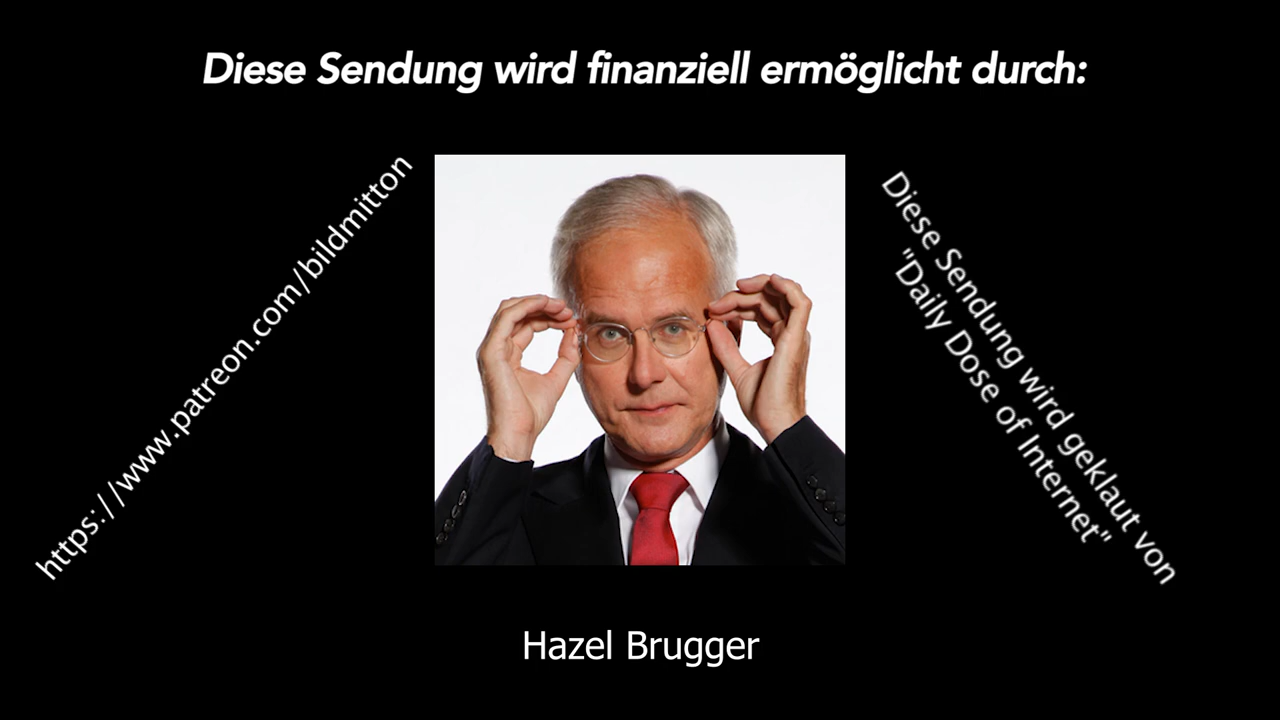 Diese Sendung wird finanziell ermöglicht durch:
https://www.patreon.com/bildmitton
Diese Sendung wird geklaut von
"Daily Dose of Internet"
Hazel Brugger